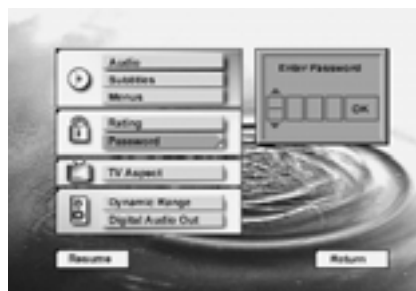 Audio
Subtitles
Menus
Rating
Password
TV Aspect
Dynamic Range
Digital Audio Out
Enter Password
OK
Resume
Return